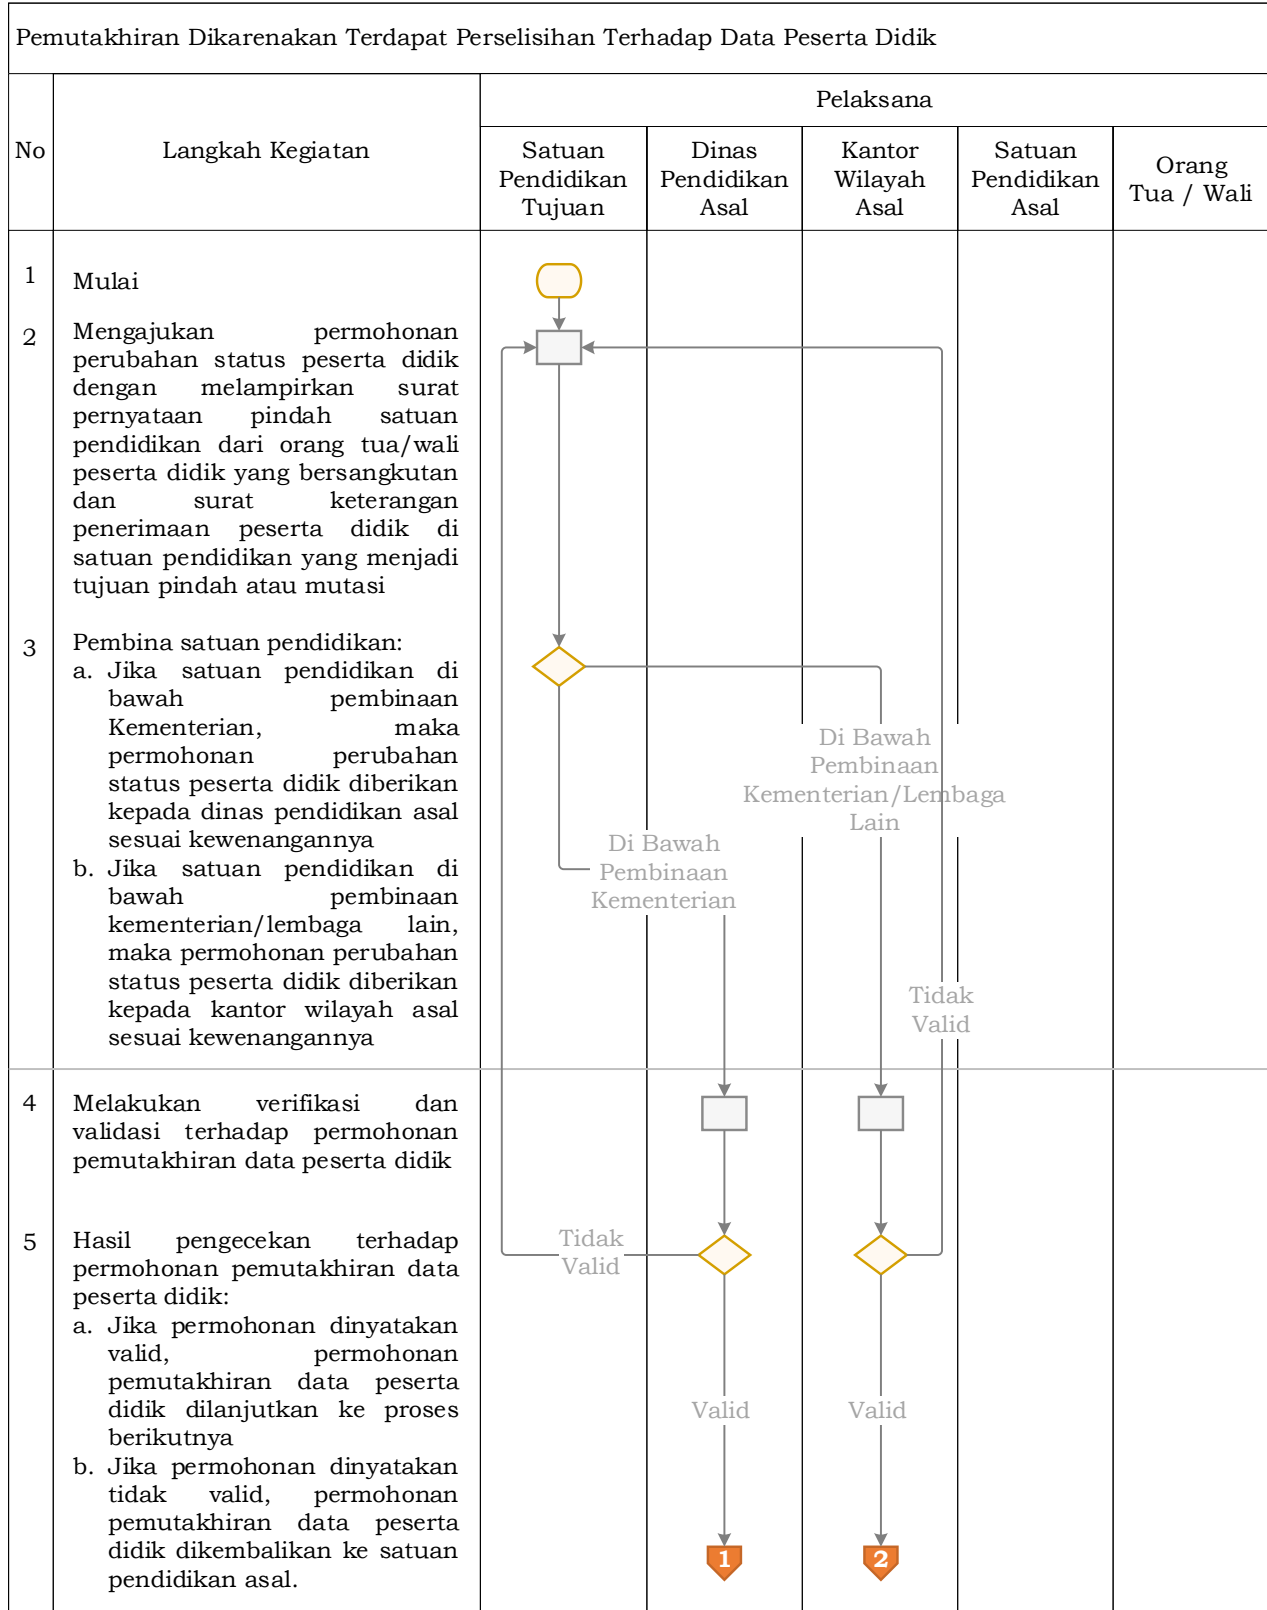 Pemutakhiran Dikarenakan Terdapat Perselisihan Terhadap Data Peserta Didik
No
Langkah Kegiatan
Pelaksana
Satuan
Pendidikan
Tujuan
Dinas
Pendidikan
Asal
Kantor
Wilayah
Asal
Satuan
Pendidikan
Asal
Orang
Tua / Wali
1
Mulai
2
Mengajukan permohonan
perubahan status peserta didik
dengan melampirkan surat
pernyataan pindah satuan
pendidikan dari orang tua/wali
peserta didik yang bersangkutan
dan surat keterangan
penerimaan peserta didik di
satuan pendidikan yang menjadi
tujuan pindah atau mutasi
3
Pembina satuan pendidikan:
a. Jika satuan pendidikan di
bawah pembinaan
Kementerian, maka
permohonan perubahan
status peserta didik diberikan
kepada dinas pendidikan asal
sesuai kewenangannya
b. Jika satuan pendidikan di
bawah pembinaan
kementerian/lembaga lain,
maka permohonan perubahan
status peserta didik diberikan
kepada kantor wilayah asal
sesuai kewenangannya
Di Bawah
Pembinaan
Kementerian/Lembaga
Lain
Di Bawah
Pembinaan
Kementerian
Tidak
Valid
4
Melakukan verifikasi dan
validasi terhadap permohonan
pemutakhiran data peserta didik
5
Hasil pengecekan terhadap
permohonan pemutakhiran data
peserta didik:
a. Jika permohonan dinyatakan
valid, permohonan
pemutakhiran data peserta
didik dilanjutkan ke proses
berikutnya
b. Jika permohonan dinyatakan
tidak valid, permohonan
pemutakhiran data peserta
didik dikembalikan ke satuan
pendidikan asal.
Tidak
Valid
Valid
Valid
1
2